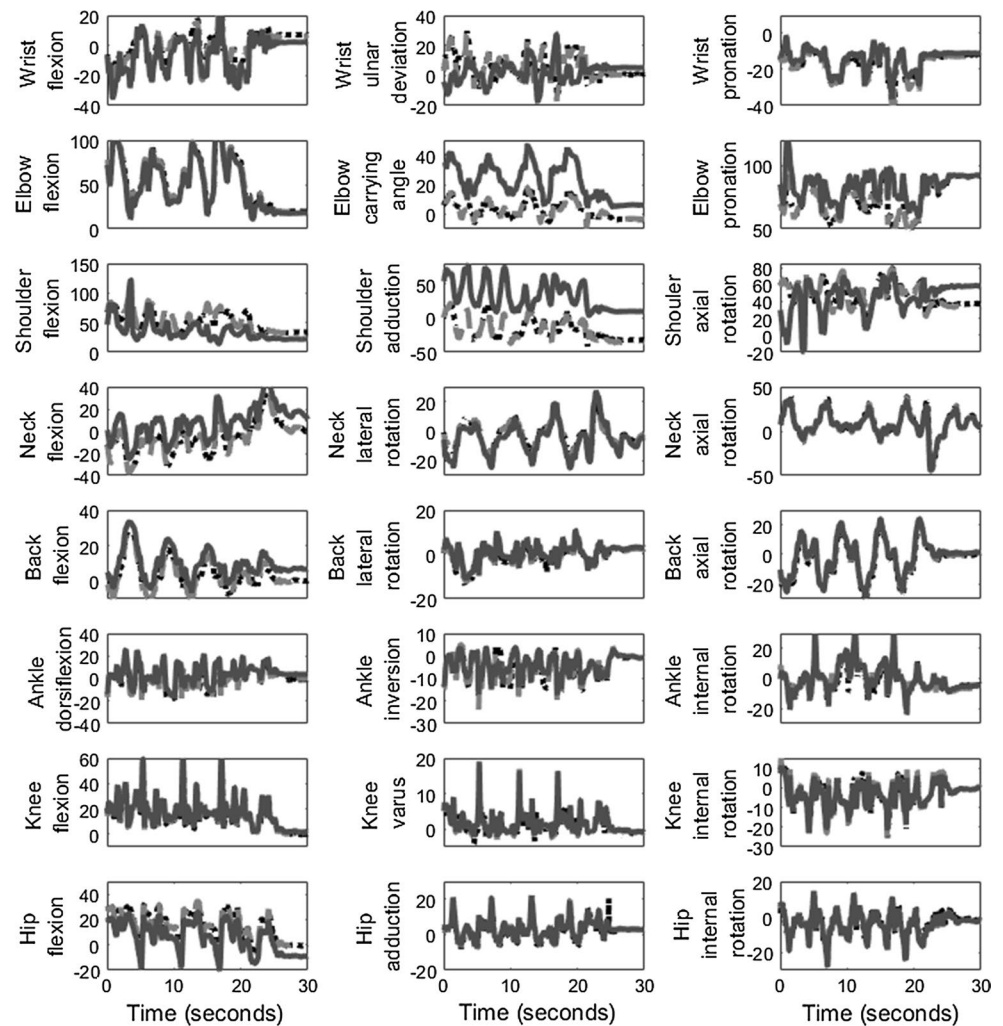 Wrist
flexion
20
0
-20
-40
Wrist
ulnar
deviation
40
20
0
-20
Wrist
pronation
0
-20
-40
Elbow
flexion
100
50
0
Elbow
carrying
angle
40
20
0
Elbow
pronation
100
50
Shoulder
flexion
150
100
50
0
Shoulder
adduction
50
0
-50
Shouler
axial
rotation
80
60
40
20
0
-20
Neck
flexion
40
20
0
-20
-40
Neck
lateral
rotation
20
0
-20
Neck
axial
rotation
50
0
-50
Back
flexion
40
20
0
Back
lateral
rotation
20
0
-20
Back
axial
rotation
20
0
-20
Ankle
dorsiflexion
40
20
0
-20
-40
Ankle
inversion
10
0
-10
-20
-30
Ankle
internal
rotation
20
0
-20
Knee
flexion
60
40
20
0
Knee
varus
20
10
0
Knee
internal
rotation
15
0
-10
-20
-30
Hip
flexion
40
20
0
-20
Hip
adduction
20
0
-20
Hip
internal
rotation
20
0
-20
0 10 20 30
0 10 20 30
0 10 20 30
Time (seconds)
Time (seconds)
Time (seconds)